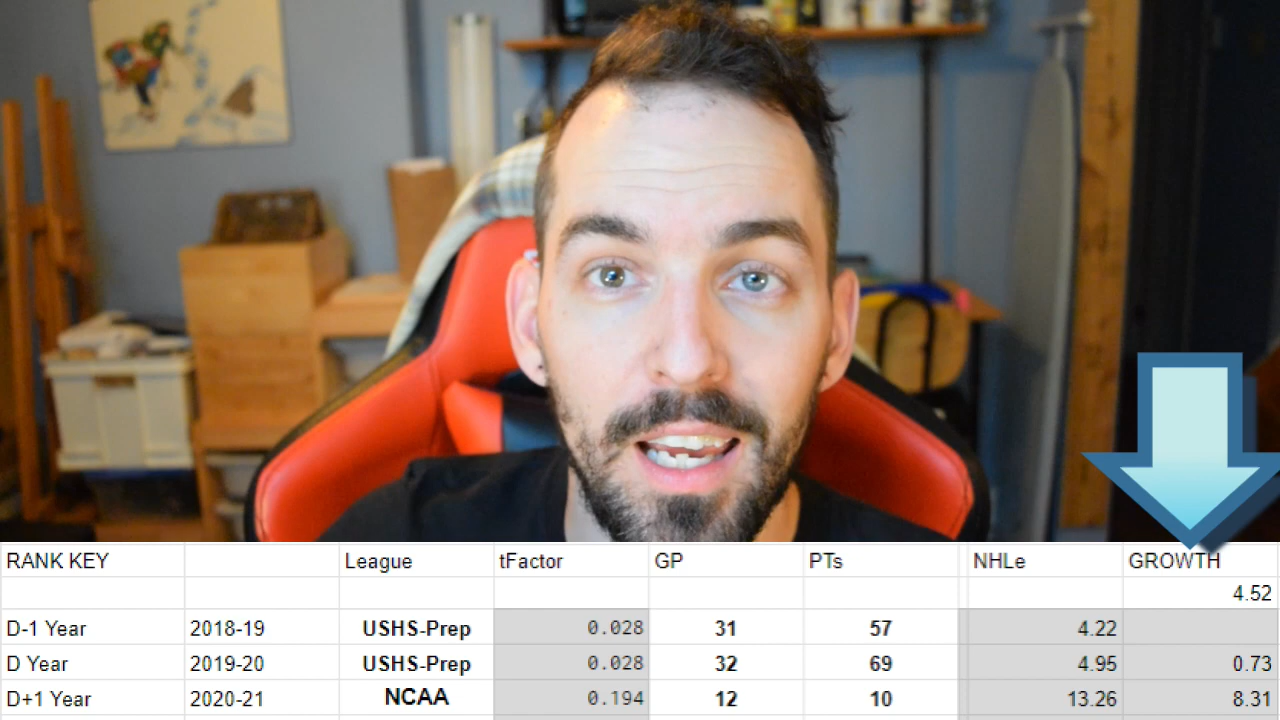 RANK KEY League tFactor GP PTs NHLe GROWTH
4.52
D-1 Year 2018-19 USHS-Prep 0.028 31 57 4.22
D Year 2019-20 USHS-Prep 0.028 32 69 4.95 0.73
D+1 Year 2020-21 NCAA 0.194 12 10 13.26 8.31